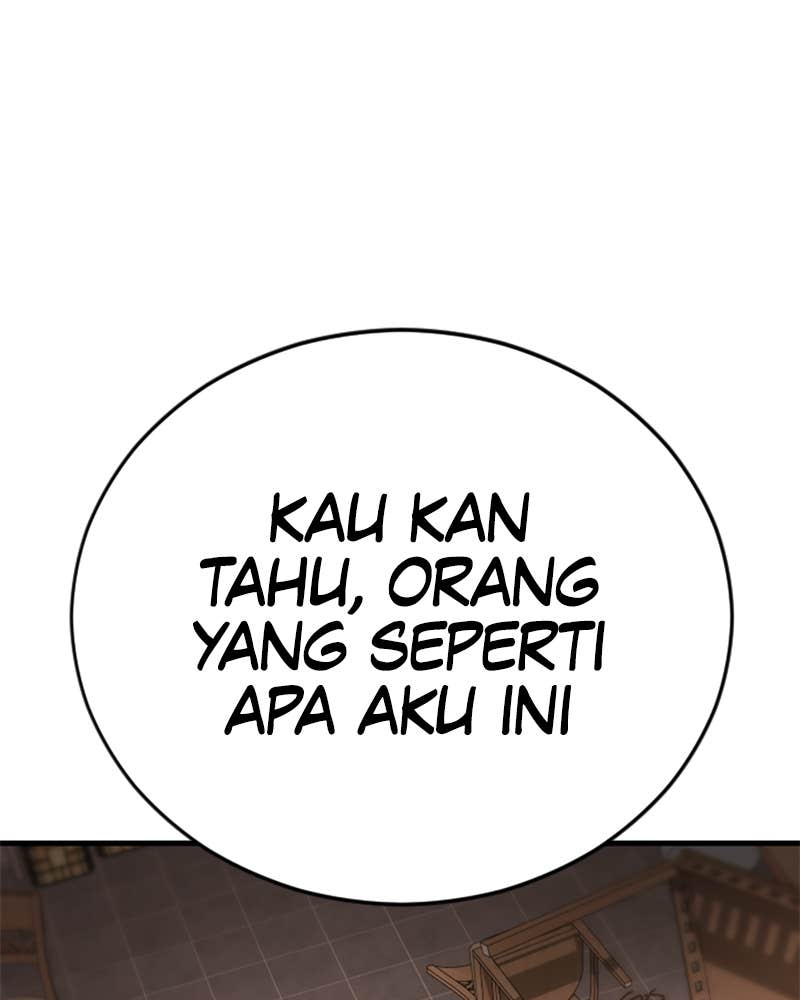 KAU KAN
TAHU, ORANG
YANG SEPERTI
APA AKU INI